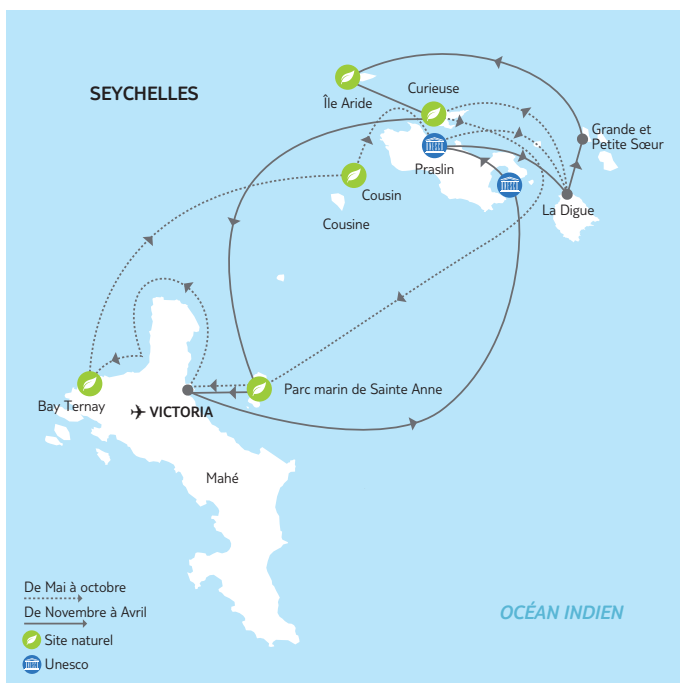 SEYCHELLES
Île Aride
Curieuse
Grande et
Petite Sœur
Praslin
Cousin
La Digue
Cousine
Parc marin de Sainte Anne
Bay Ternay
VICTORIA
Mahé
De Mai à octobre
De Novembre à Avril
Site naturel
Unesco
OCÉAN INDIEN